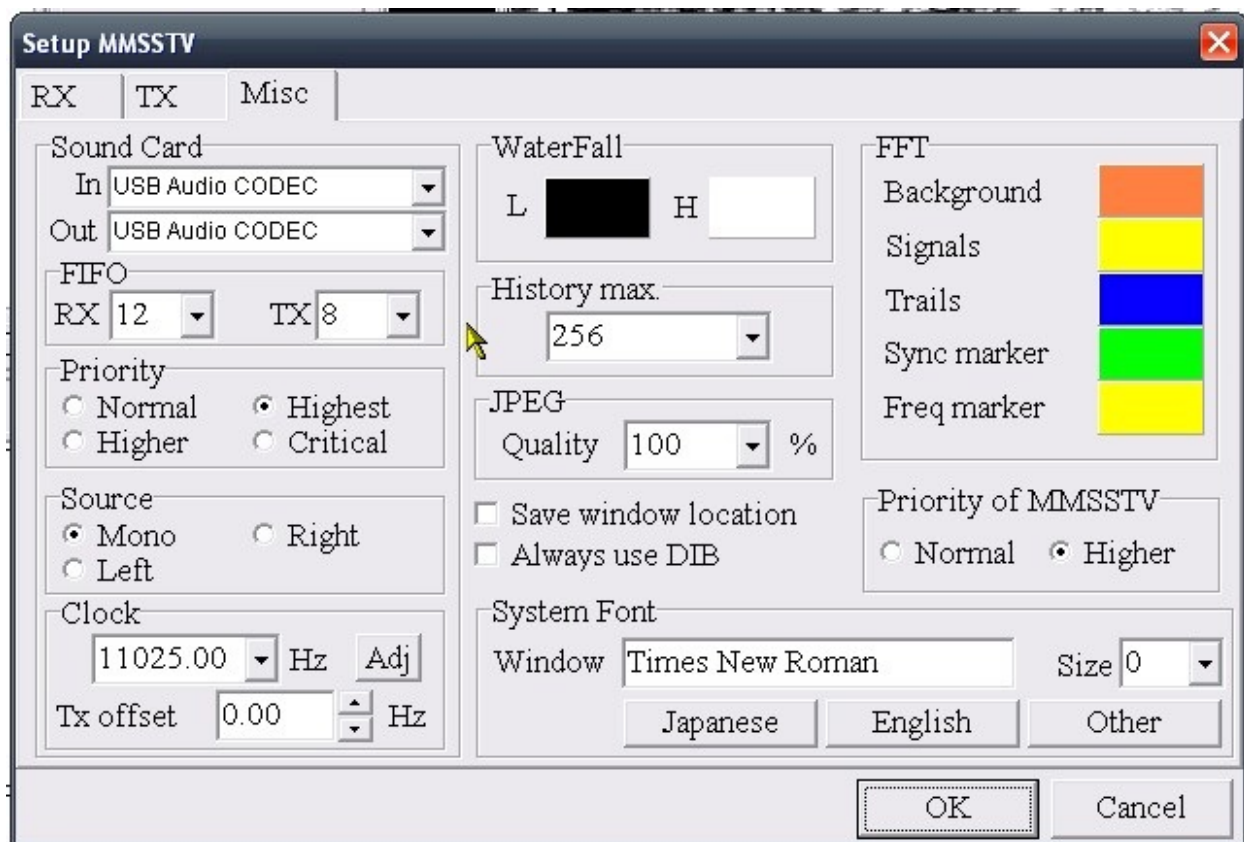 Setup MMSSTV
RX TX Misc
Sound Card
In USB Audio CODEC
Out USB Audio CODEC
FIFO
RX 12 TX 8
Priority
Normal Highest
Higher Critical
Source
Mono Right
Left
Clock
11025.00 Hz Adj
Tx offset 0.00 Hz
WaterFall
L H
History max.
256
JPEG
Quality 100 %
Save window location
Always use DIB
FFT
Background
Signals
Trails
Sync marker
Freq marker
Priority of MMSSTV
Normal Higher
System Font
Window Times New Roman Size 0
Japanese English Other
OK Cancel